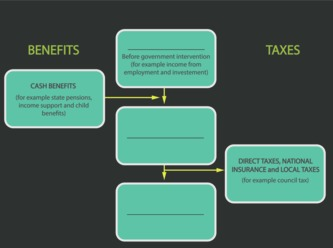 BENEFITS
TAXES
Before government intervention
(for example income from
employment and investement)
CASH BENEFITS
(for example state pensions,
income support and child
benefits)
DIRECT TAXES, NATIONAL
INSURANCE and LOCAL TAXES
(for example council tax)